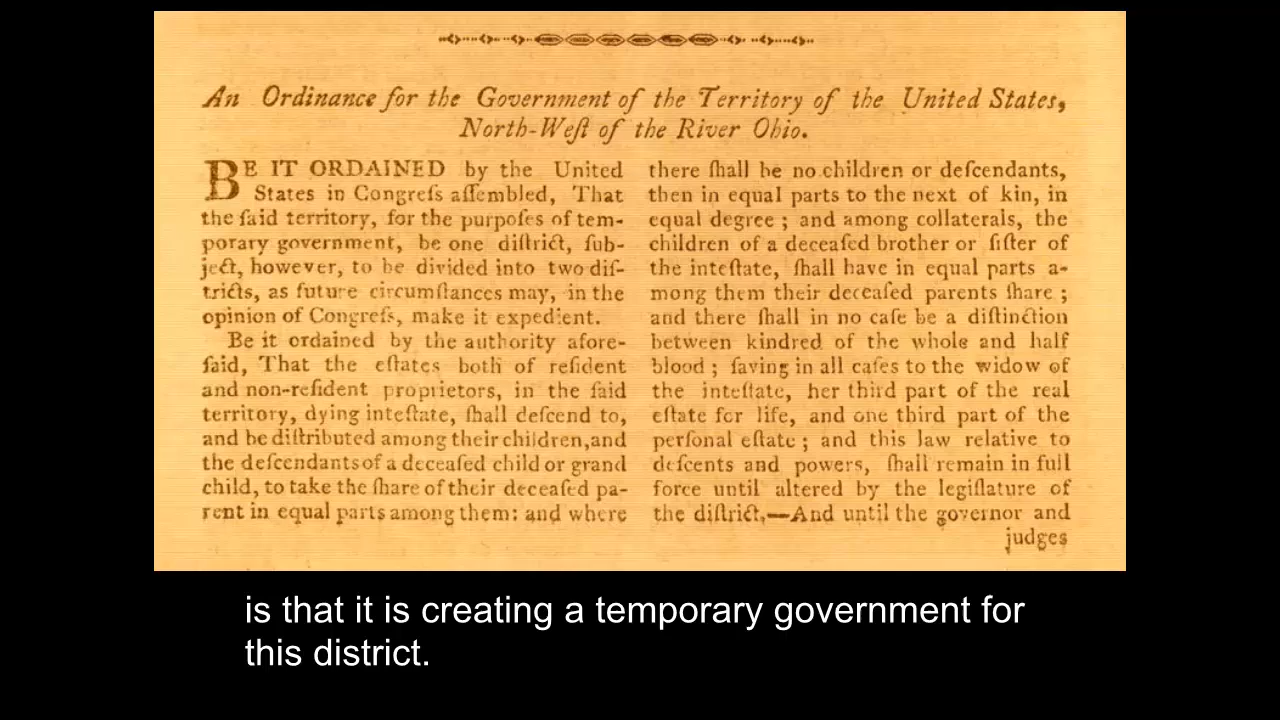 An Ordinance for the Government of the Territory of the United States,
North-Weſt of the River Ohio.
BE IT ORDAINED by the United
States in Congreſs aſſembled, That
the ſaid territory, for the purpoſes of tem-
porary government, be one diſtrict, ſub-
ject, however, to be divided into two diſ-
tricts, as future circumſtances may, in the
opinion of Congreſs, make it expedient.
Be it ordained by the authority afore-
ſaid, That the eſtates both of reſident
and non-reſident proprietors, in the ſaid
territory, dying inteſtate, ſhall deſcend to,
and be diſtributed among their children, and
the deſcendants of a deceaſed child or grand
child, to take the ſhare of their deceaſed pa-
rent in equal parts among them: and where
there ſhall be no children or deſcendants,
then in equal parts to the next of kin, in
equal degree; and among collaterals, the
children of a deceaſed brother or ſiſter of
the inteſtate, ſhall have in equal parts a-
mong them their deceaſed parents ſhare;
and there ſhall in no caſe be a diſtinction
between kindred of the whole and half
blood; ſaving in all caſes to the widow of
the inteſtate, her third part of the real
eſtate for life, and one third part of the
perſonal eſtate; and this law relative to
deſcents and powers, ſhall remain in full
force until altered by the legiſlature of
the diſtrict,—And until the governor and
judges
is that it is creating a temporary government for
this district.